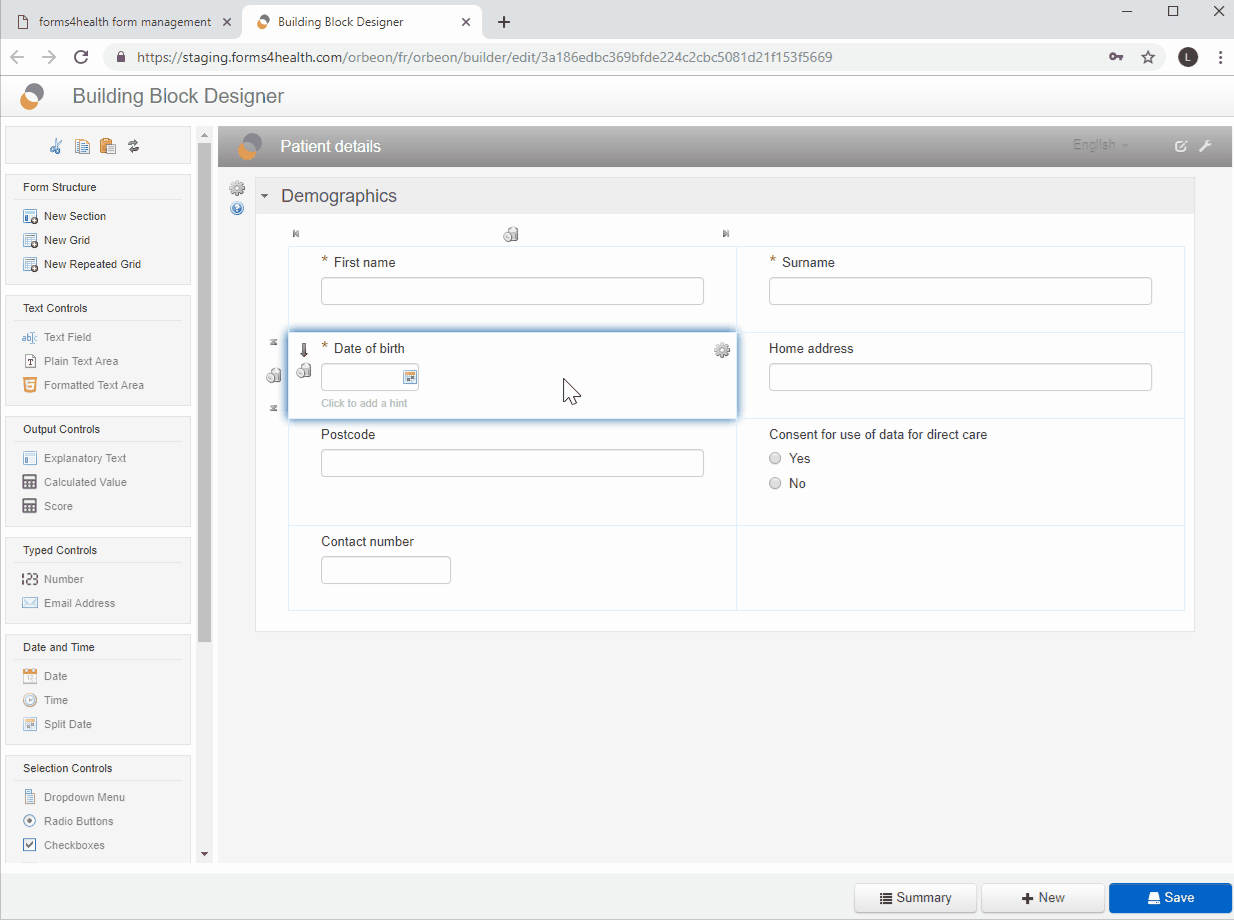 forms4health form management
Building Block Designer
https://staging.forms4health.com/orbeon/fr/orbeon/builder/edit/3a186edbc369bfde224c2cbc5081d21f153f5669
L
Building Block Designer
Form Structure
New Section
New Grid
New Repeated Grid
Text Controls
Text Field
Plain Text Area
Formatted Text Area
Output Controls
Explanatory Text
Calculated Value
Score
Typed Controls
Number
Email Address
Date and Time
Date
Time
Split Date
Selection Controls
Dropdown Menu
Radio Buttons
Checkboxes
Patient details
English
Demographics
* First name
* Surname
* Date of birth
Click to add a hint
Home address
Postcode
Consent for use of data for direct care
Yes
No
Contact number
Summary
New
Save